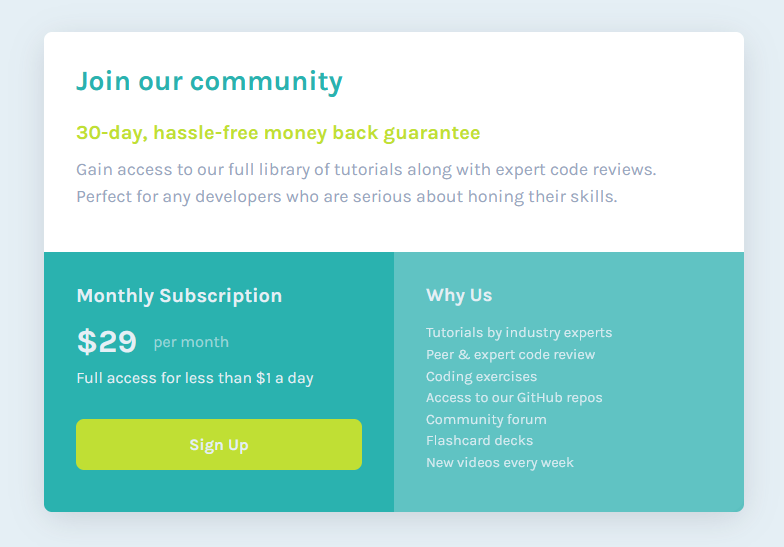 Join our community
30-day, hassle-free money back guarantee
Gain access to our full library of tutorials along with expert code reviews.
Perfect for any developers who are serious about honing their skills.
Monthly Subscription
$29 per month
Full access for less than $1 a day
Sign Up
Why Us
Tutorials by industry experts
Peer & expert code review
Coding exercises
Access to our GitHub repos
Community forum
Flashcard decks
New videos every week